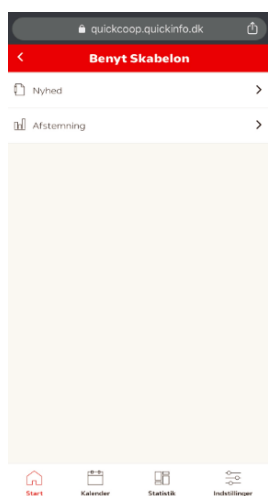 quickcoop.quickinfo.dk
Benyt Skabelon
Nyhed
Afstemning
Start Kalender Statistik Indstillinger